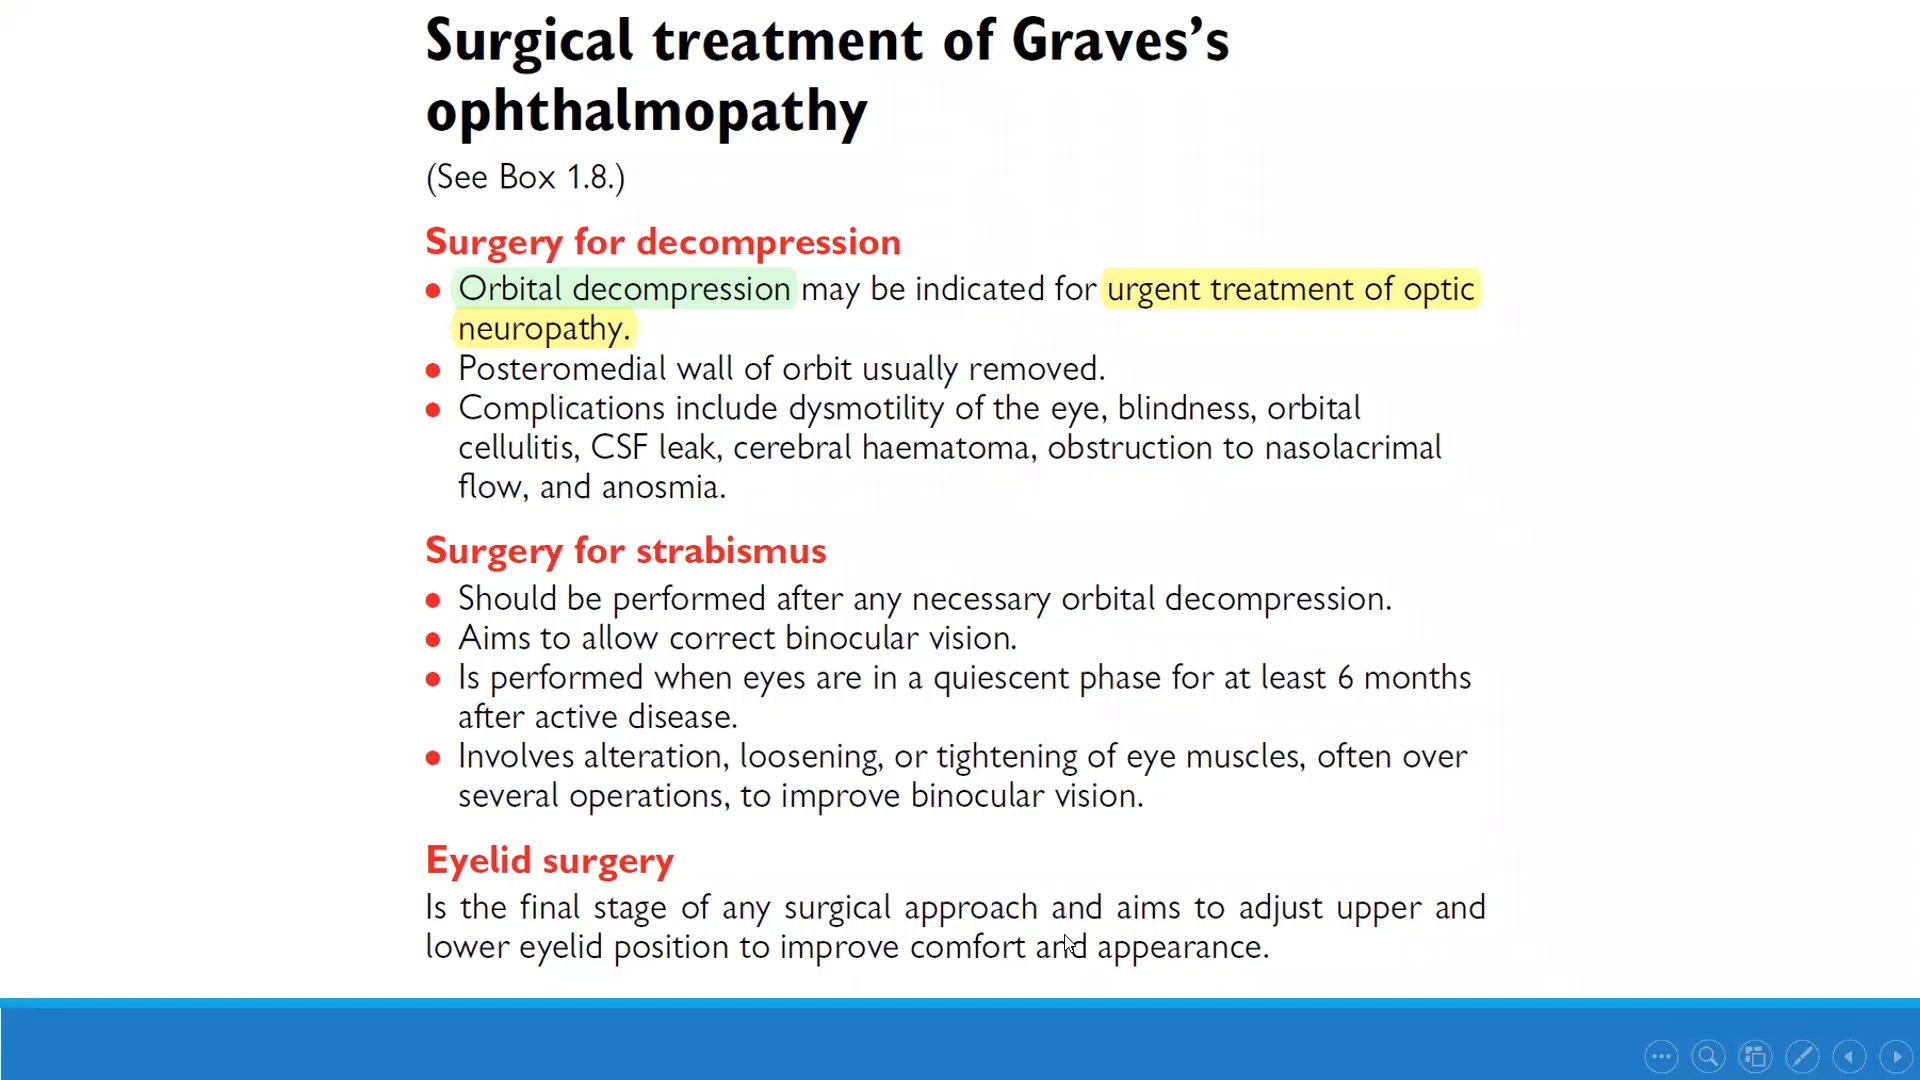 Surgical treatment of Graves’s
ophthalmopathy
(See Box 1.8.)
Surgery for decompression
• Orbital decompression may be indicated for urgent treatment of optic
neuropathy.
• Posteromedial wall of orbit usually removed.
• Complications include dysmotility of the eye, blindness, orbital
cellulitis, CSF leak, cerebral haematoma, obstruction to nasolacrimal
flow, and anosmia.
Surgery for strabismus
• Should be performed after any necessary orbital decompression.
• Aims to allow correct binocular vision.
• Is performed when eyes are in a quiescent phase for at least 6 months
after active disease.
• Involves alteration, loosening, or tightening of eye muscles, often over
several operations, to improve binocular vision.
Eyelid surgery
Is the final stage of any surgical approach and aims to adjust upper and
lower eyelid position to improve comfort and appearance.